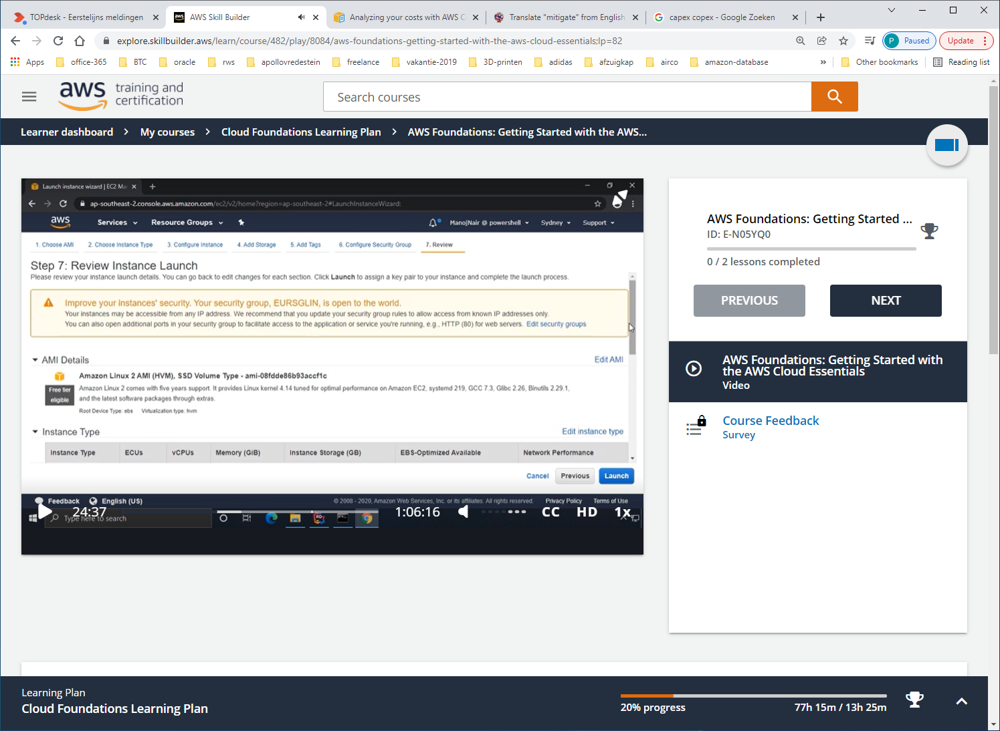 TOPdesk - Eerstelijns meldingen
AWS Skill Builder
Analyzing your costs with AWS C
Translate "mitigate" from English
capex copex - Google Zoeken
explore.skillbuilder.aws/learn/course/482/play/8084/aws-foundations-getting-started-with-the-aws-cloud-essentials;lp=82
P Paused
Update
Apps office-365 BTC oracle rws apollovredestein freelance vakantie-2019 3D-printen adidas afzuigkap airco amazon-database » Other bookmarks Reading list
aws training and certification
Search courses
Learner dashboard > My courses > Cloud Foundations Learning Plan > AWS Foundations: Getting Started with the AWS...
Launch instance wizard | EC2 Ma
ap-southeast-2.console.aws.amazon.com/ec2/v2/home?region=ap-southeast-2#LaunchInstanceWizard:
aws Services Resource Groups ManojNair @ powershell Sydney Support
1. Choose AMI 2. Choose Instance Type 3. Configure Instance 4. Add Storage 5. Add Tags 6. Configure Security Group 7. Review
Step 7: Review Instance Launch
Please review your instance launch details. You can go back to edit changes for each section. Click Launch to assign a key pair to your instance and complete the launch process.
Improve your instances' security. Your security group, EURSGLIN, is open to the world.
Your instances may be accessible from any IP address. We recommend that you update your security group rules to allow access from known IP addresses only.
You can also open additional ports in your security group to facilitate access to the application or service you're running, e.g., HTTP (80) for web servers. Edit security groups
AMI Details Edit AMI
Amazon Linux 2 AMI (HVM), SSD Volume Type - ami-08fdde86b93accf1c
Free tier eligible
Amazon Linux 2 comes with five years support. It provides Linux kernel 4.14 tuned for optimal performance on Amazon EC2, systemd 219, GCC 7.3, Glibc 2.26, Binutils 2.29.1,
and the latest software packages through extras.
Root Device Type: ebs Virtualization type: hvm
Instance Type Edit instance type
Instance Type ECUs vCPUs Memory (GiB) Instance Storage (GB) EBS-Optimized Available Network Performance
Cancel Previous Launch
Feedback English (US) © 2008 - 2020, Amazon Web Services, Inc. or its affiliates. All rights reserved. Privacy Policy Terms of Use
24:37 1:06:16 CC HD 1x
Type here to search
AWS Foundations: Getting Started ...
ID: E-N05YQ0
0 / 2 lessons completed
PREVIOUS NEXT
AWS Foundations: Getting Started with
the AWS Cloud Essentials
Video
Course Feedback
Survey
Learning Plan
Cloud Foundations Learning Plan
20% progress 77h 15m / 13h 25m